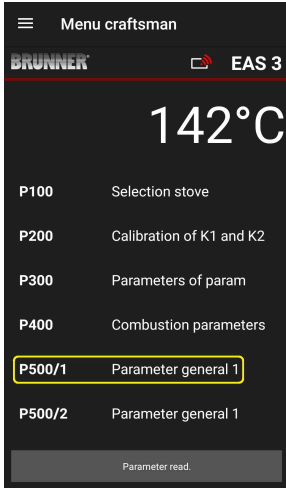 Menu craftsman
BRUNNER EAS 3
142°C
P100 Selection stove
P200 Calibration of K1 and K2
P300 Parameters of param
P400 Combustion parameters
P500/1 Parameter general 1
P500/2 Parameter general 1
Parameter read.